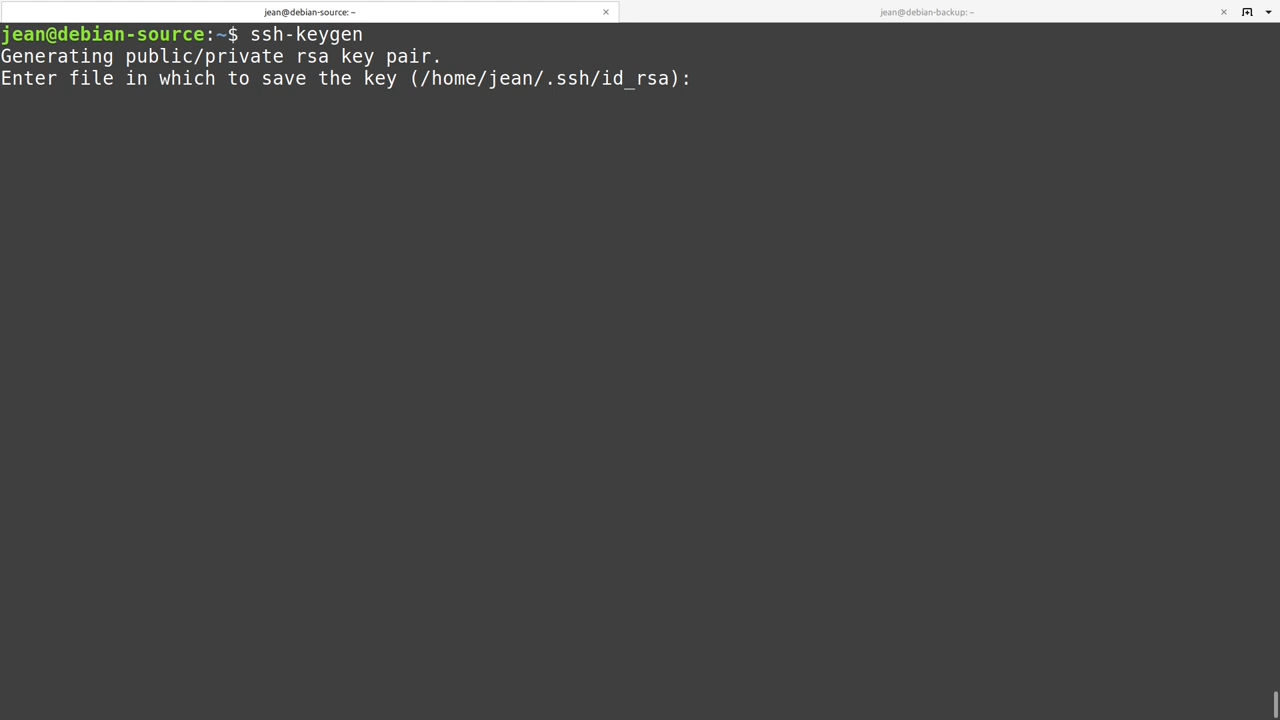 jean@debian-source: ~
jean@debian-backup: ~
jean@debian-source:~$ ssh-keygen
Generating public/private rsa key pair.
Enter file in which to save the key (/home/jean/.ssh/id_rsa):